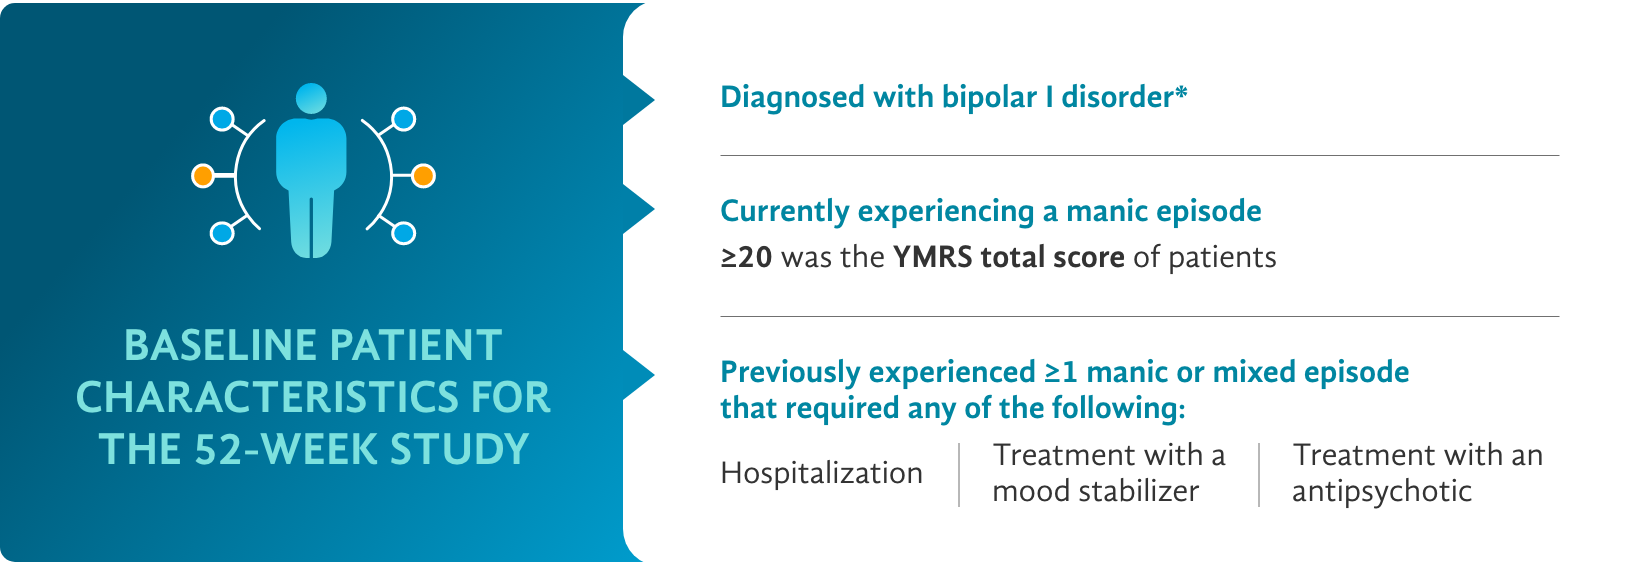 BASELINE PATIENT
CHARACTERISTICS FOR
THE 52-WEEK STUDY
Diagnosed with bipolar I disorder*
Currently experiencing a manic episode
≥20 was the YMRS total score of patients
Previously experienced ≥1 manic or mixed episode
that required any of the following:
Hospitalization
Treatment with a
mood stabilizer
Treatment with an
antipsychotic